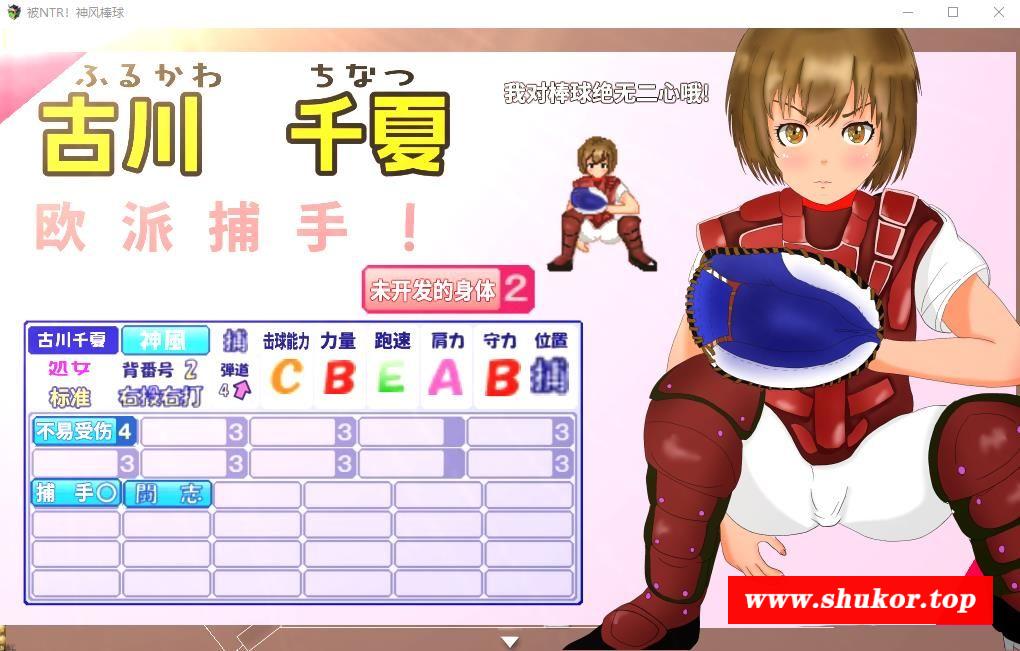 被NTR！神风棒球
ふるかわ ちなつ
古川 千夏
我对棒球绝无二心哦!
欧派捕手！
未开发的身体 2
古川千夏 神風 捕 击球能力 力量 跑速 肩力 守力 位置
処女 背番号 2 弹道 4 C B E A B 捕
标准 右投右打
不易受伤 4 3 3 3
3 3 3 3
捕 手○ 闘 志
www.shukor.top